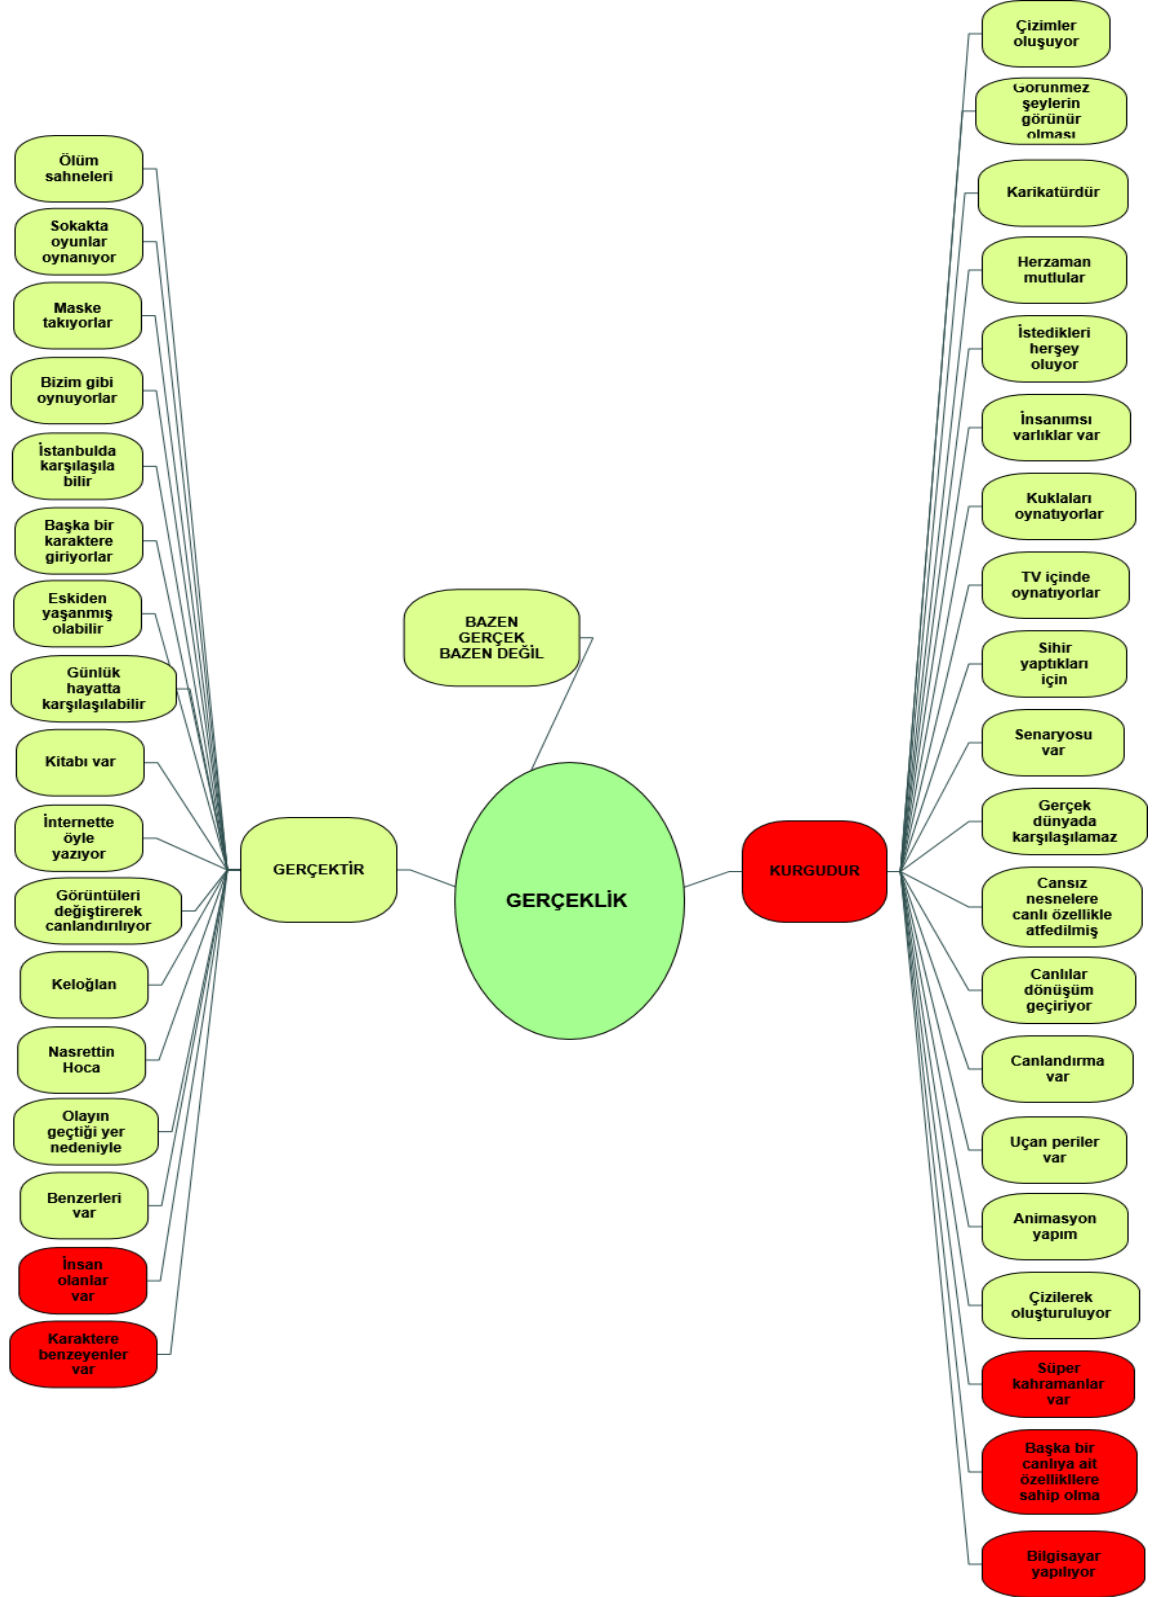 Ölüm
sahneleri
Sokakta
oyunlar
oynanıyor
Maske
takıyorlar
Bizim gibi
oynuyorlar
İstanbulda
karşılaşıla
bilir
Başka bir
karaktere
giriyorlar
Eskiden
yaşanmış
olabilir
Günlük
hayatta
karşılaşılabilir
Kitabı var
İnternette
öyle
yazıyor
Görüntüleri
değiştirerek
canlandırılıyor
Keloğlan
Nasrettin
Hoca
Olayın
geçtiği yer
nedeniyle
Benzerleri
var
İnsan
olanlar
var
Karaktere
benzeyenler
var
GERÇEKTİR
BAZEN
GERÇEK
BAZEN DEĞİL
GERÇEKLİK
KURGUDUR
Çizimler
oluşuyor
Görünmez
şeylerin
görünür
olması
Karikatürdür
Herzaman
mutlular
İstedikleri
herşey
oluyor
İnsanımsı
varlıklar var
Kuklaları
oynatıyorlar
TV içinde
oynatıyorlar
Sihir
yaptıkları
için
Senaryosu
var
Gerçek
dünyada
karşılaşılamaz
Cansız
nesnelere
canlı özellikle
atfedilmiş
Canlılar
dönüşüm
geçiriyor
Canlandırma
var
Uçan periler
var
Animasyon
yapım
Çizilerek
oluşturuluyor
Süper
kahramanlar
var
Başka bir
canlıya ait
özellikllere
sahip olma
Bilgisayar
yapılıyor